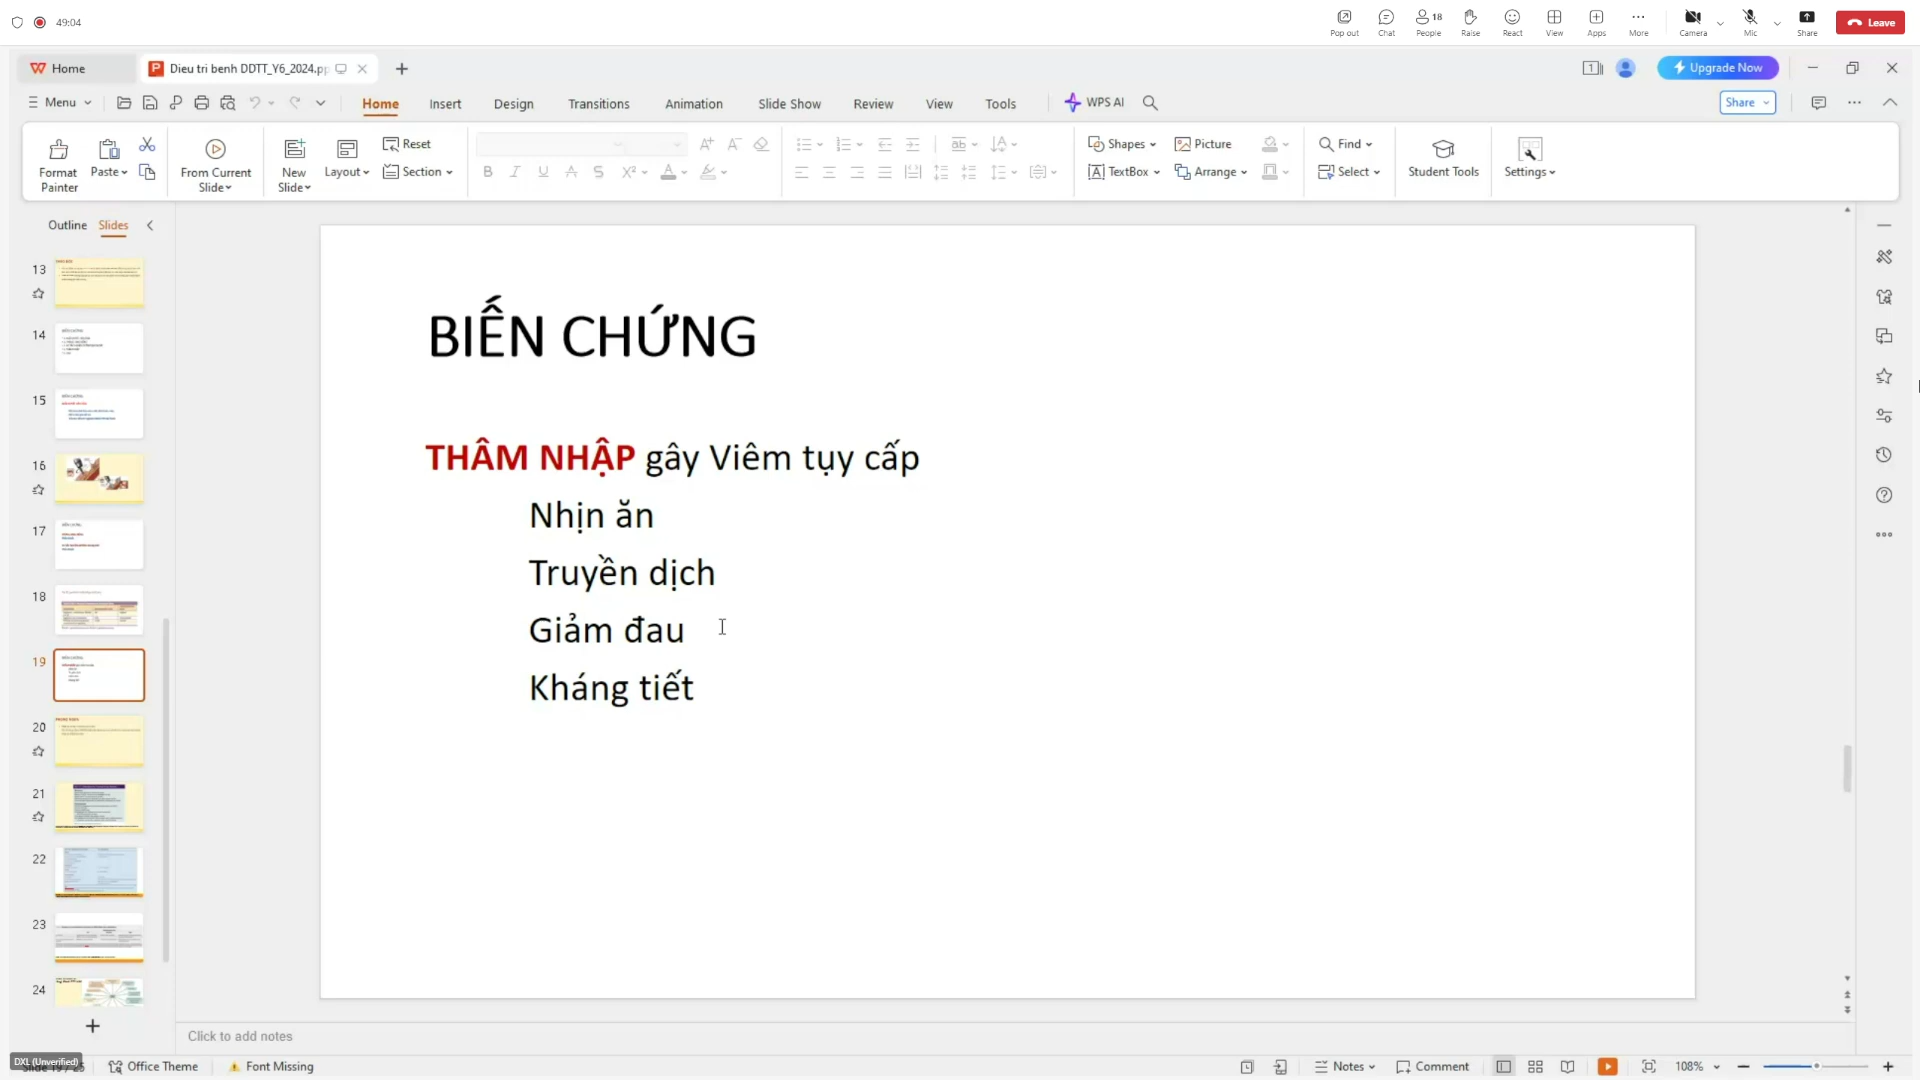 49:04
Pop out
Chat
18
People
Raise
React
View
Apps
More
Camera
Mic
Share
Leave
Home
Dieu tri benh DDTT_Y6_2024.pp
Upgrade Now
Menu
Home
Insert
Design
Transitions
Animation
Slide Show
Review
View
Tools
WPS AI
Share
Format Painter
Paste
From Current Slide
New Slide
Layout
Reset
Section
Shapes
Picture
TextBox
Arrange
Find
Select
Student Tools
Settings
Outline
Slides
13
14
15
16
17
18
19
20
21
22
23
24
BIẾN CHỨNG
THÂM NHẬP gây Viêm tụy cấp
Nhịn ăn
Truyền dịch
Giảm đau
Kháng tiết
Click to add notes
DXL (Unverified)
Office Theme
Font Missing
Notes
Comment
108%